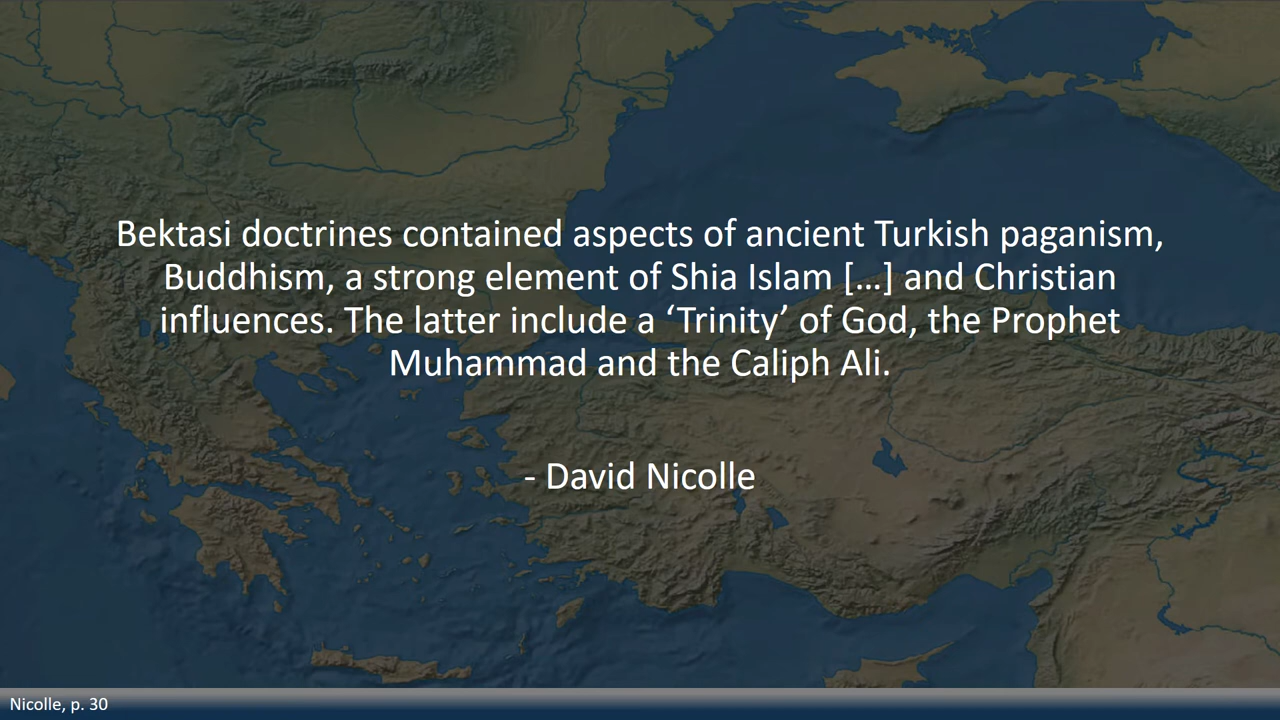 Bektasi doctrines contained aspects of ancient Turkish paganism,
Buddhism, a strong element of Shia Islam […] and Christian
influences. The latter include a ‘Trinity’ of God, the Prophet
Muhammad and the Caliph Ali.
- David Nicolle
Nicolle, p. 30